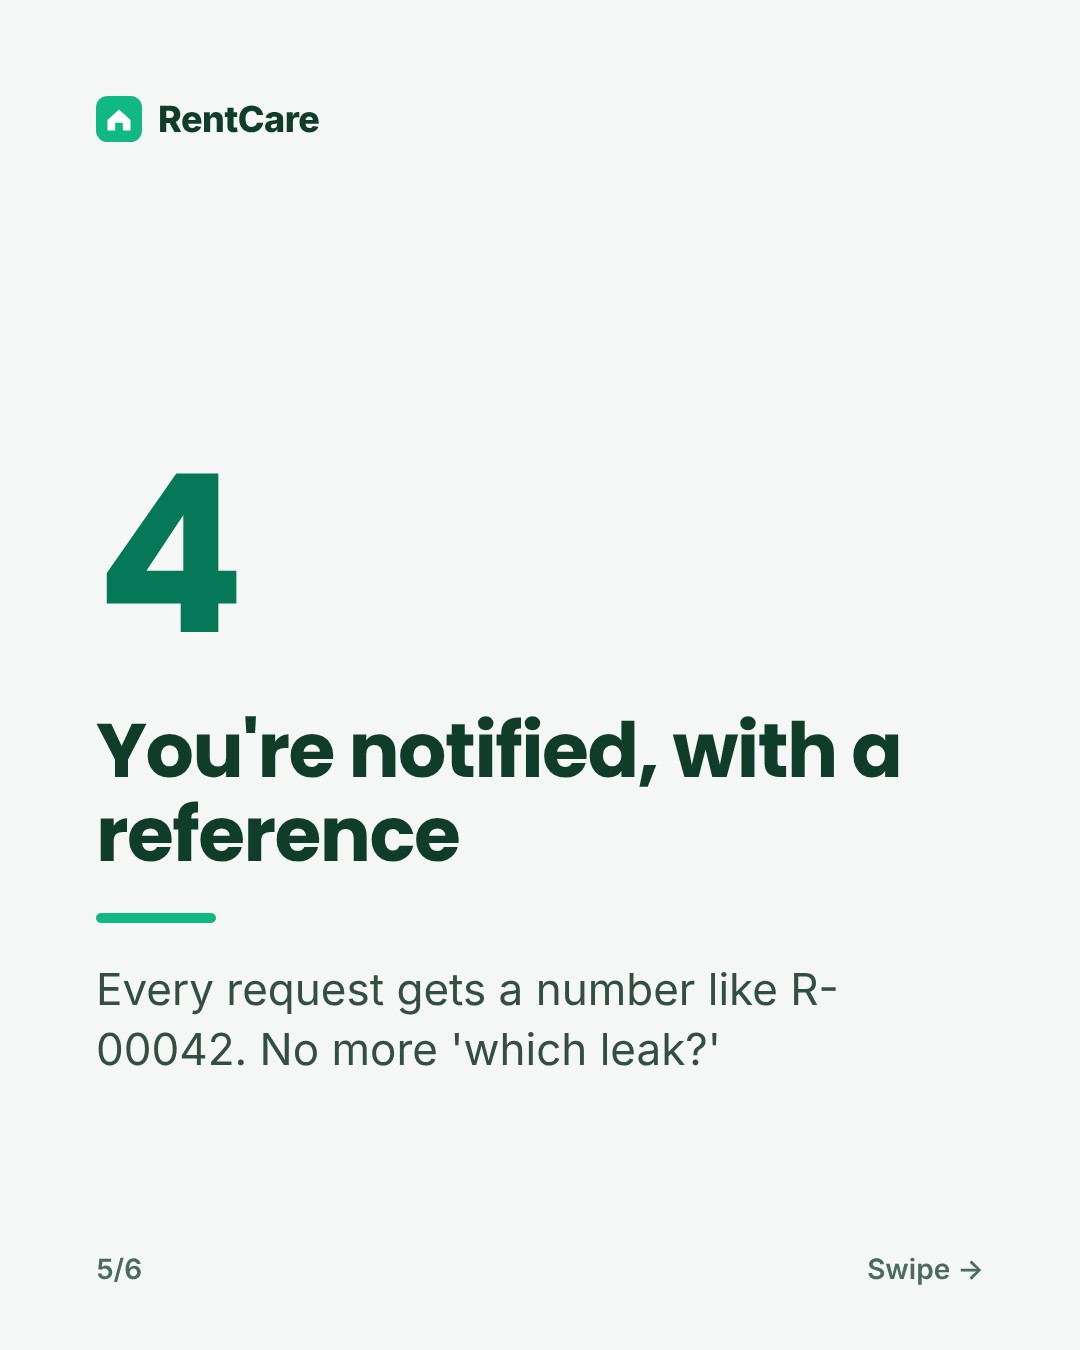 RentCare
4
You're notified, with a
reference
Every request gets a number like R-
00042. No more 'which leak?'
5/6
Swipe →